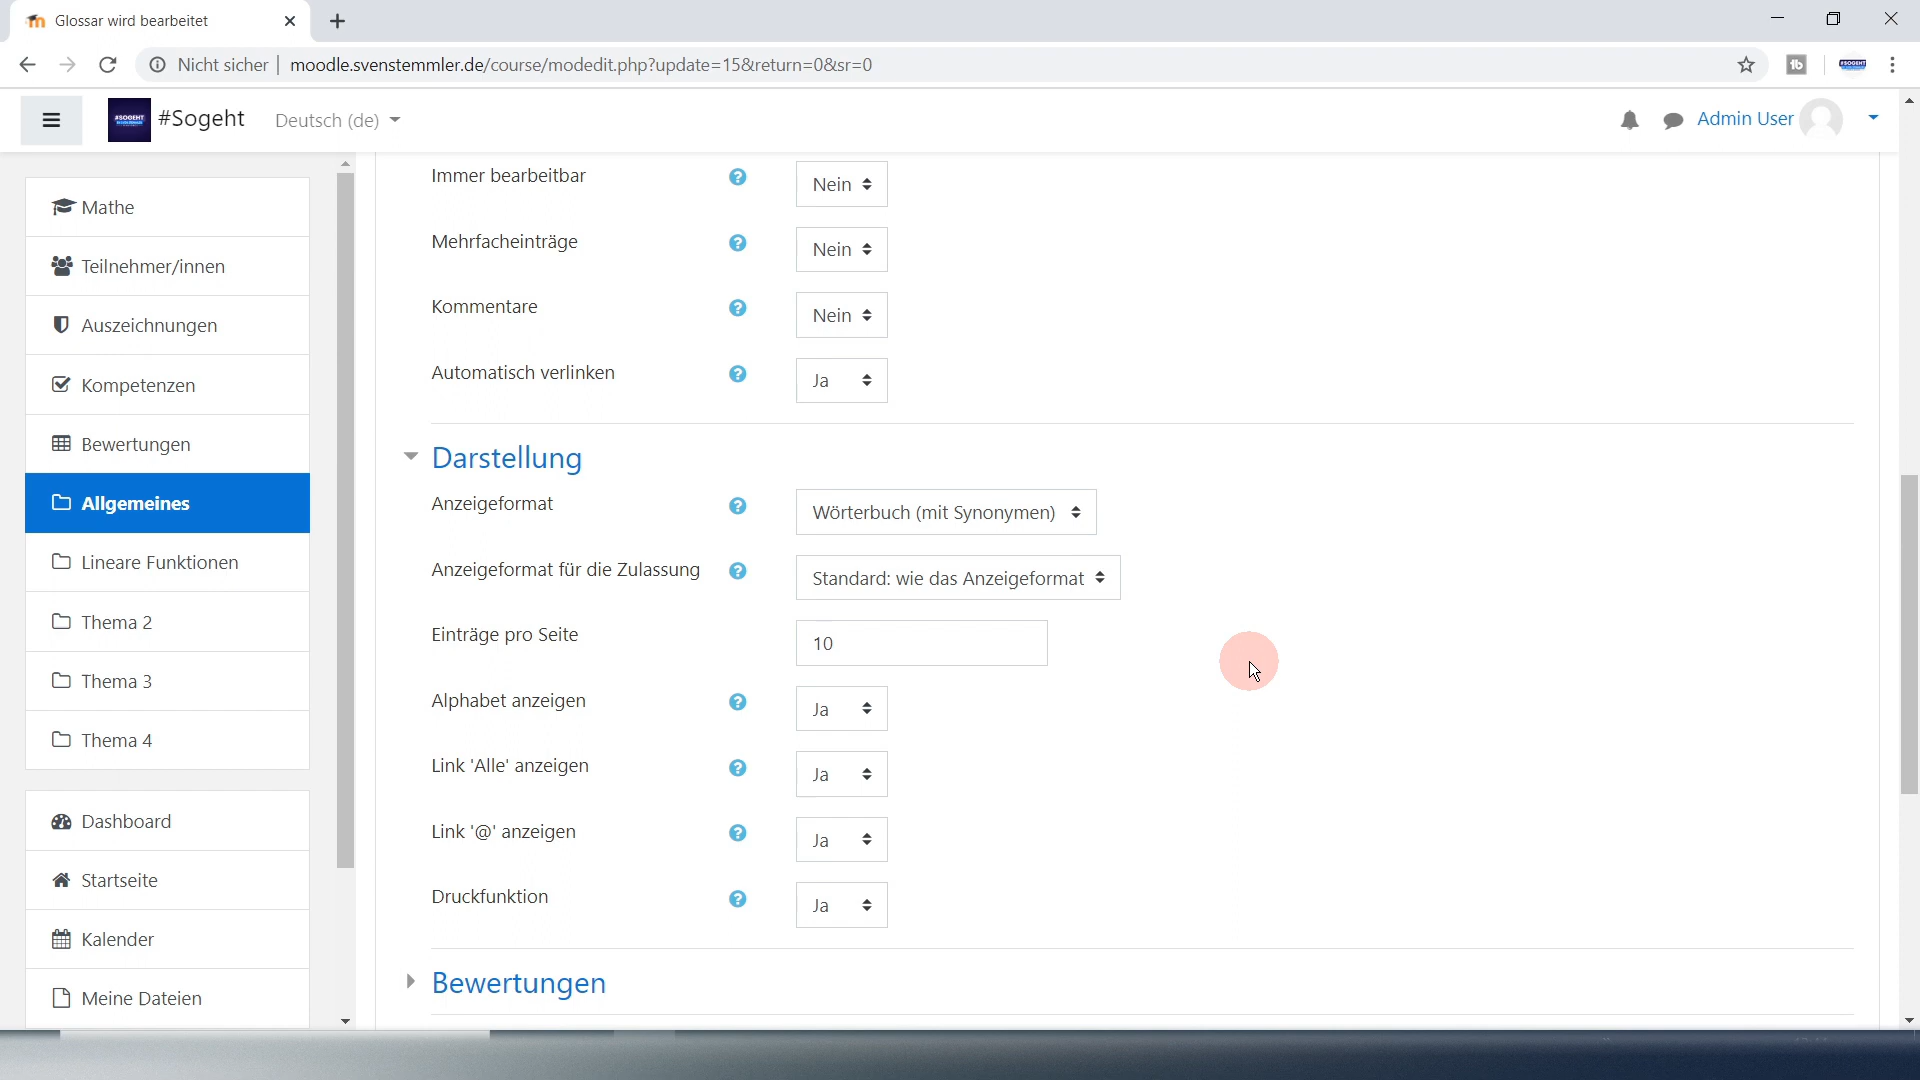 Glossar wird bearbeitet
Nicht sicher
moodle.svenstemmler.de/course/modedit.php?update=15&return=0&sr=0
#Sogeht
Deutsch (de)
Admin User
Mathe
Teilnehmer/innen
Auszeichnungen
Kompetenzen
Bewertungen
Allgemeines
Lineare Funktionen
Thema 2
Thema 3
Thema 4
Dashboard
Startseite
Kalender
Meine Dateien
Immer bearbeitbar Nein
Mehrfacheinträge Nein
Kommentare Nein
Automatisch verlinken Ja
Darstellung
Anzeigeformat Wörterbuch (mit Synonymen)
Anzeigeformat für die Zulassung Standard: wie das Anzeigeformat
Einträge pro Seite 10
Alphabet anzeigen Ja
Link 'Alle' anzeigen Ja
Link '@' anzeigen Ja
Druckfunktion Ja
Bewertungen